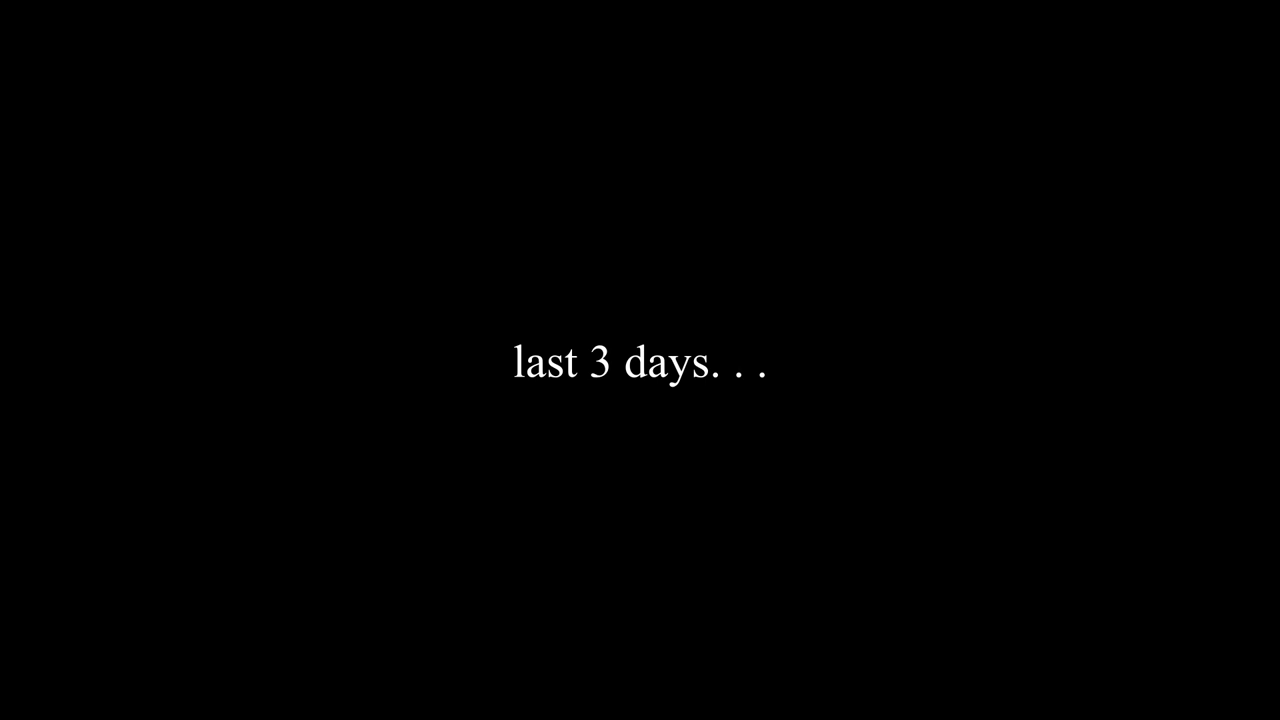 last 3 days. . .